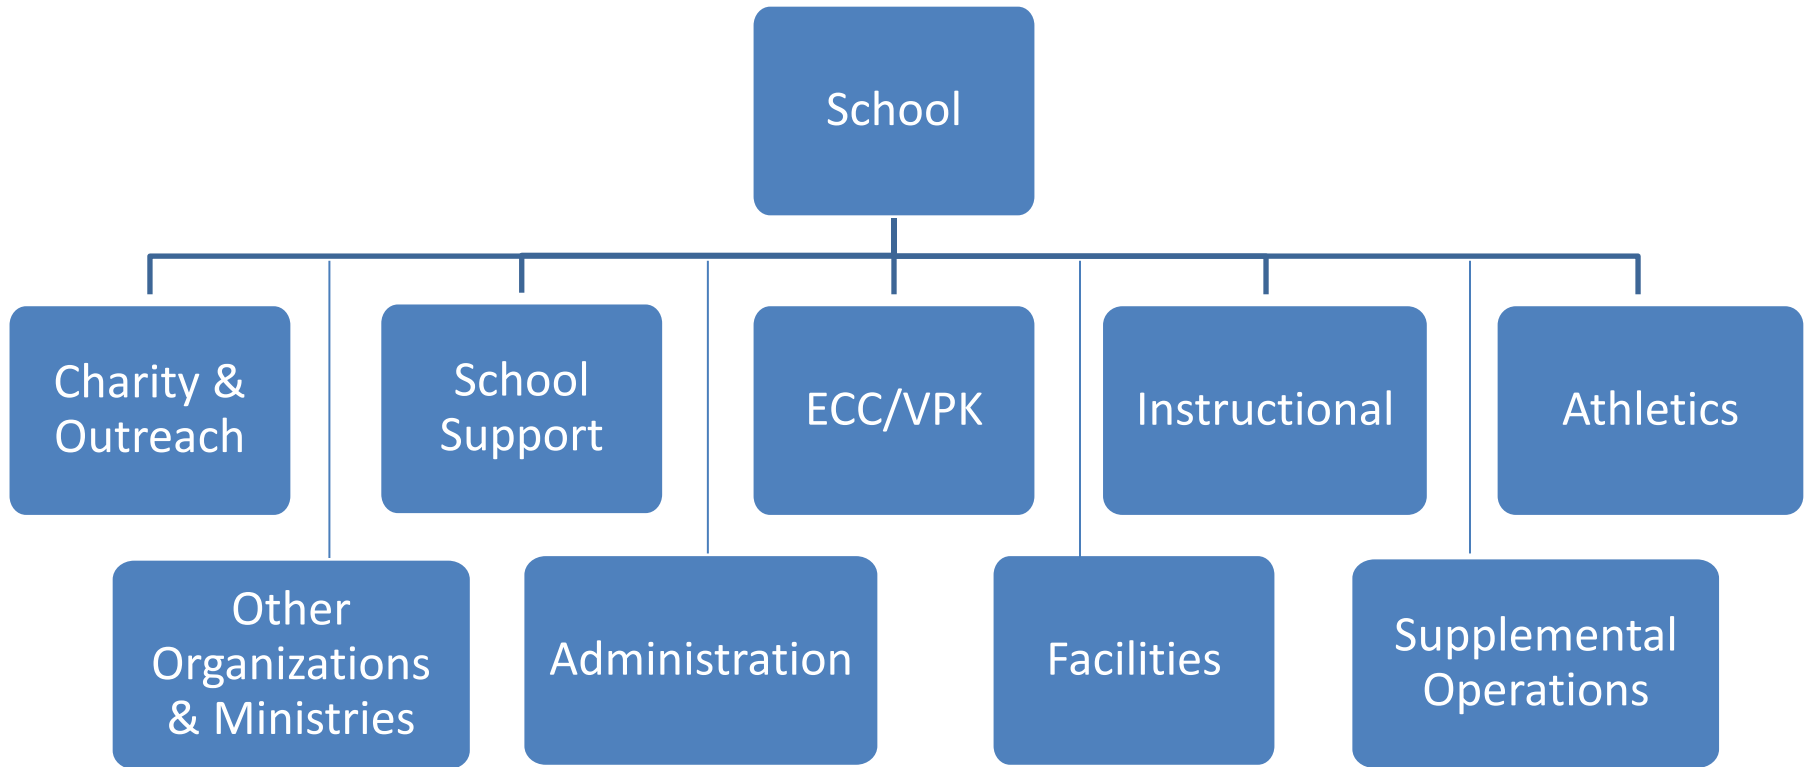 School
Charity &
Outreach
School
Support
ECC/VPK
Instructional
Athletics
Other
Organizations
& Ministries
Administration
Facilities
Supplemental
Operations